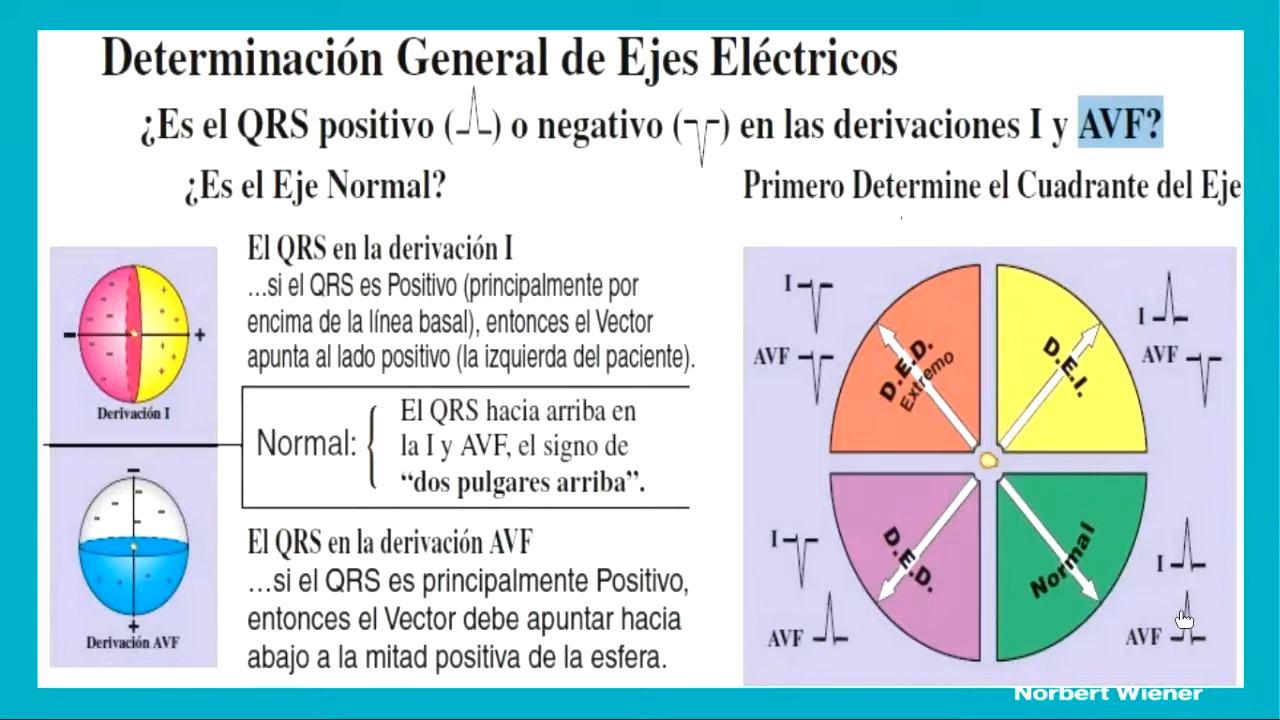 Determinación General de Ejes Eléctricos
¿Es el QRS positivo ( ) o negativo ( ) en las derivaciones I y AVF?
¿Es el Eje Normal?
Primero Determine el Cuadrante del Eje
El QRS en la derivación I
...si el QRS es Positivo (principalmente por
encima de la línea basal), entonces el Vector
apunta al lado positivo (la izquierda del paciente).
- +
Derivación I
Normal: {
El QRS hacia arriba en
la I y AVF, el signo de
“dos pulgares arriba”.
-
+
Derivación AVF
El QRS en la derivación AVF
...si el QRS es principalmente Positivo,
entonces el Vector debe apuntar hacia
abajo a la mitad positiva de la esfera.
I
AVF
D.E.D.
Extremo
D.E.I.
I
AVF
I
AVF
D.E.D.
Normal
I
AVF
Norbert Wiener